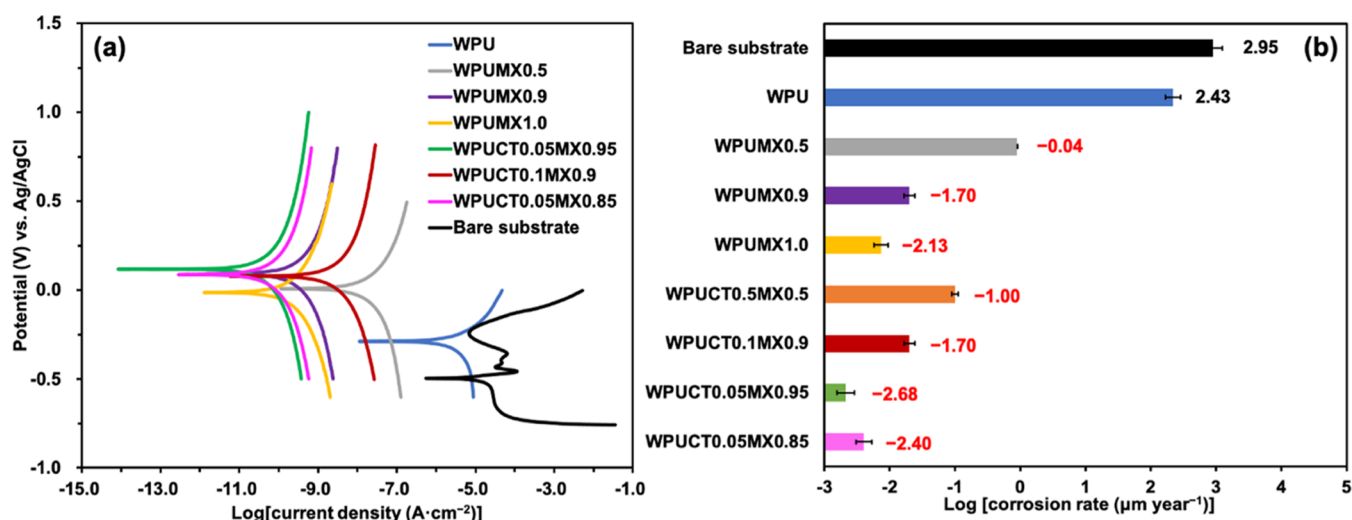 (a)
1.5
1.0
0.5
0.0
-0.5
-1.0
Potential (V) vs. Ag/AgCl
WPU
WPUMX0.5
WPUMX0.9
WPUMX1.0
WPUCT0.05MX0.95
WPUCT0.1MX0.9
WPUCT0.05MX0.85
Bare substrate
-15.0 -13.0 -11.0 -9.0 -7.0 -5.0 -3.0 -1.0
Log[current density (A·cm⁻²)]
(b)
Bare substrate 2.95
WPU 2.43
WPUMX0.5 −0.04
WPUMX0.9 −1.70
WPUMX1.0 −2.13
WPUCT0.5MX0.5 −1.00
WPUCT0.1MX0.9 −1.70
WPUCT0.05MX0.95 −2.68
WPUCT0.05MX0.85 −2.40
-3 -2 -1 0 1 2 3 4
Log [corrosion rate (µm year⁻¹)]